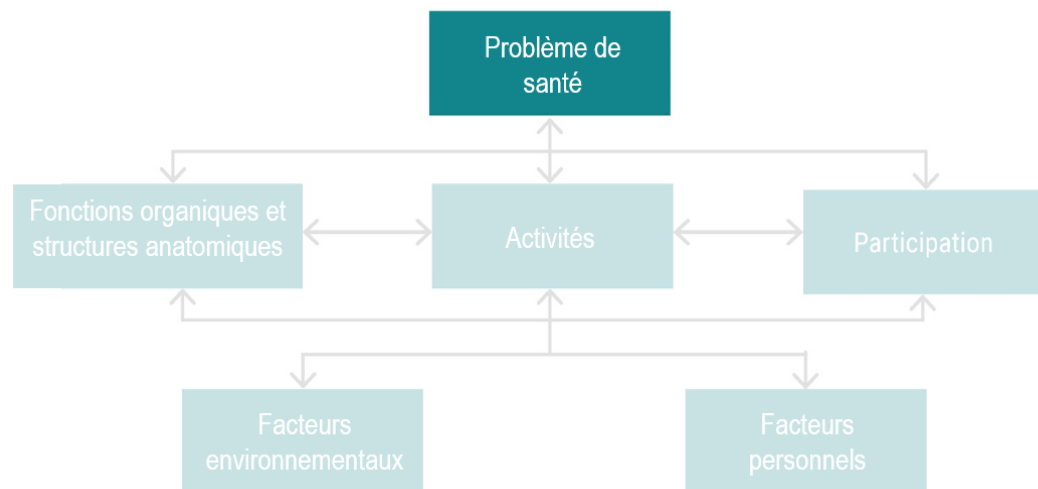 Problème de
santé
Fonctions organiques et
structures anatomiques
Activités
Participation
Facteurs
environnementaux
Facteurs
personnels